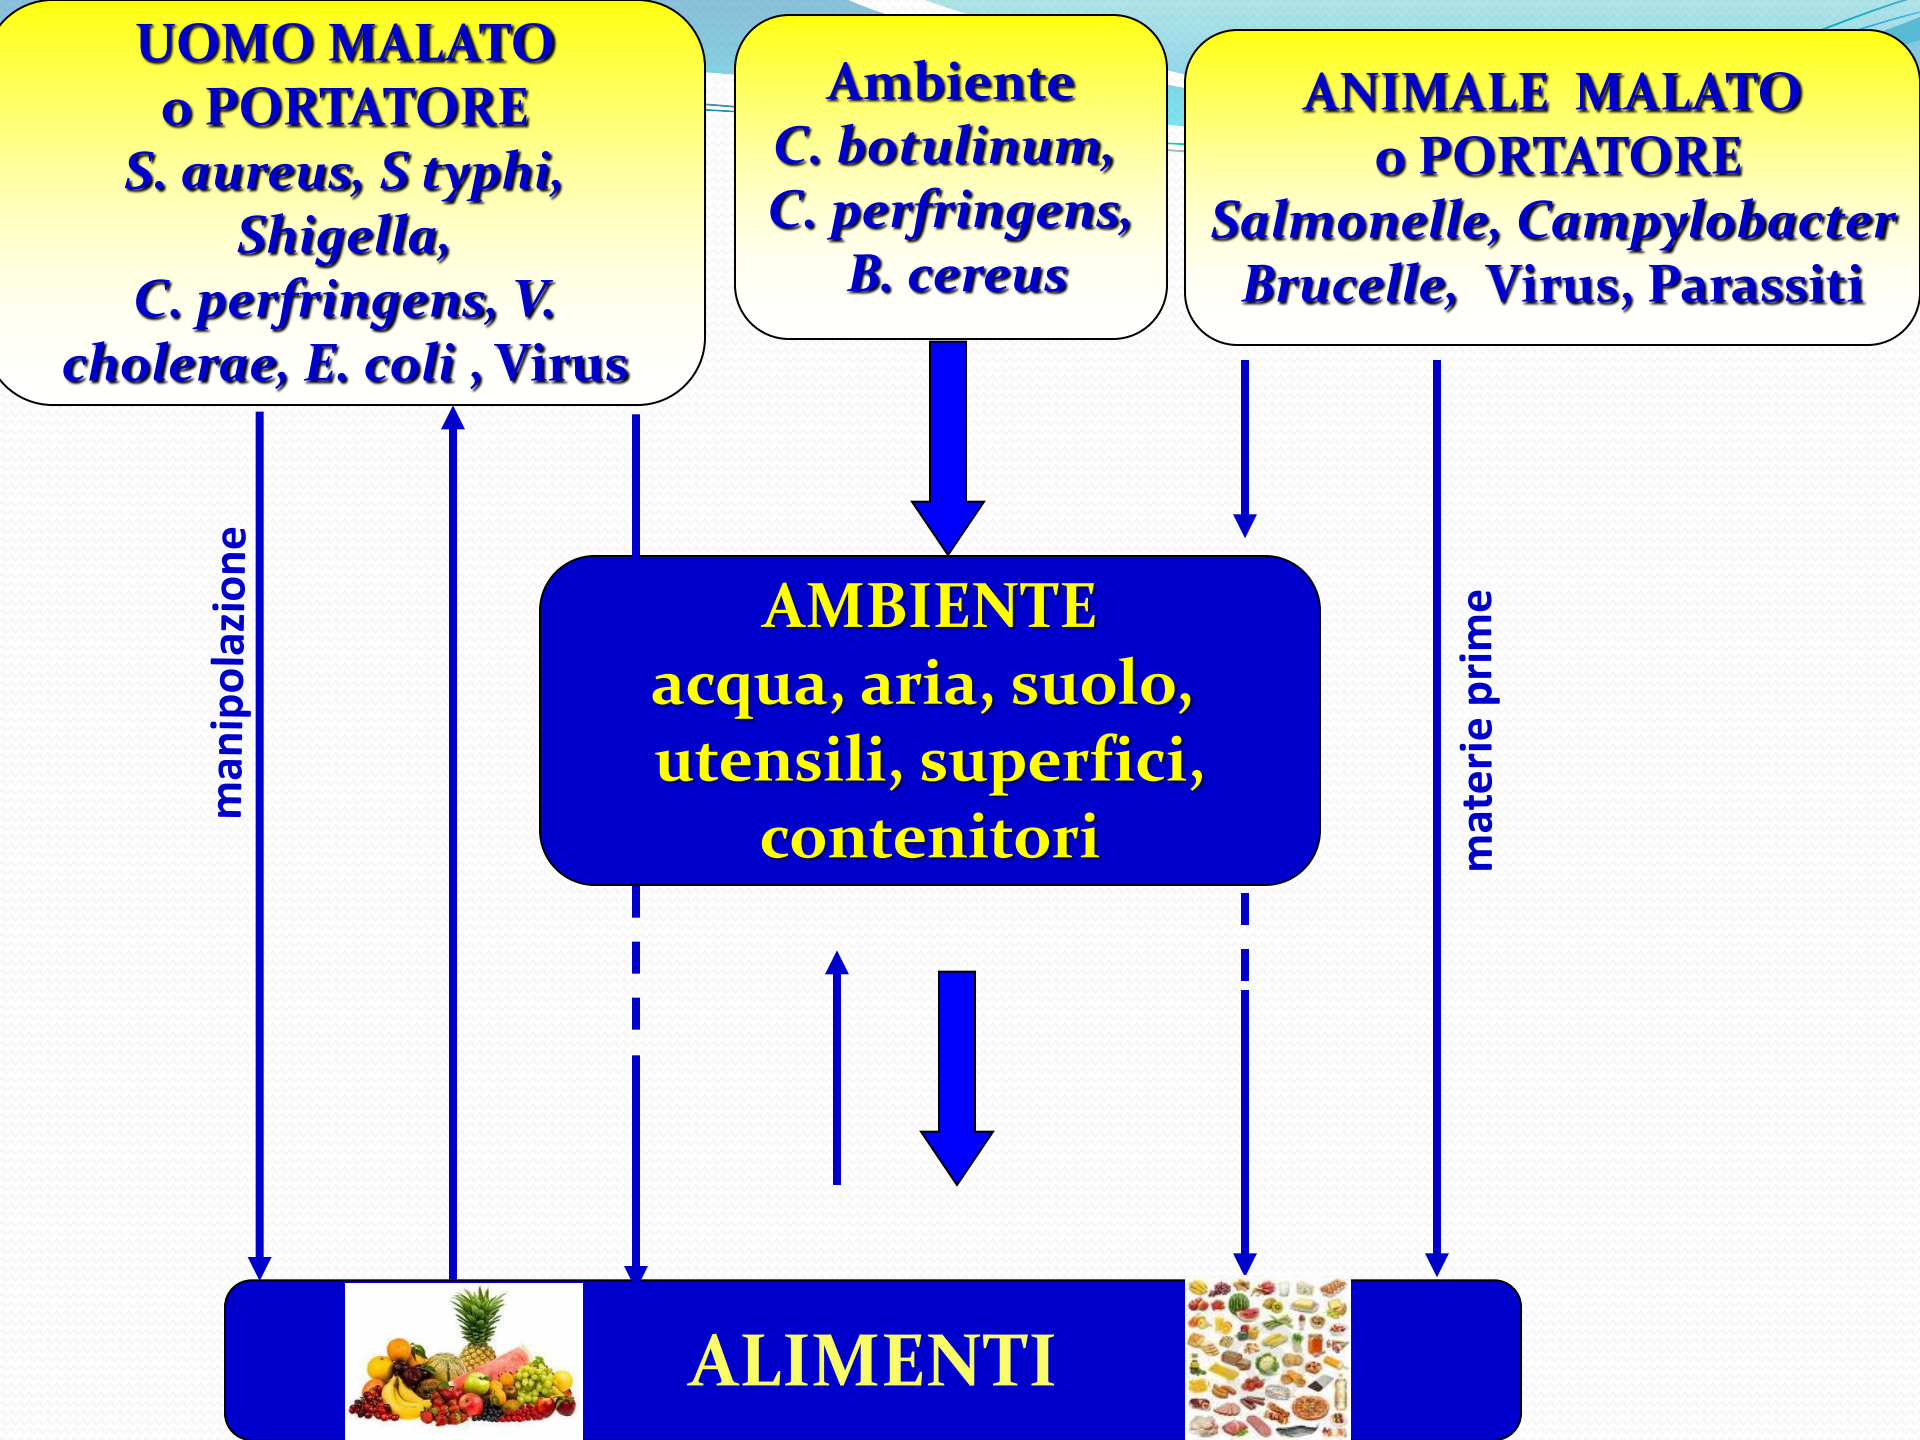 UOMO MALATO
o PORTATORE
S. aureus, S typhi,
Shigella,
C. perfringens, V.
cholerae, E. coli , Virus
Ambiente
C. botulinum,
C. perfringens,
B. cereus
ANIMALE MALATO
o PORTATORE
Salmonelle, Campylobacter
Brucelle, Virus, Parassiti
manipolazione
AMBIENTE
acqua, aria, suolo,
utensili, superfici,
contenitori
materie prime
ALIMENTI